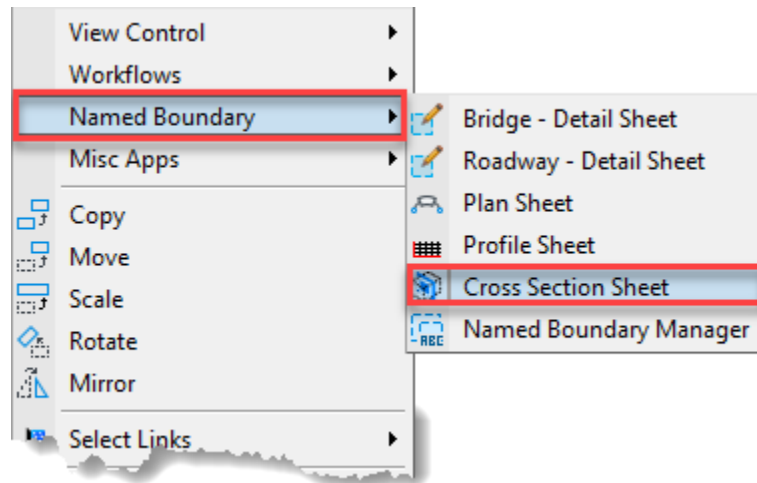 View Control
Workflows
Named Boundary
Misc Apps
Copy
Move
Scale
Rotate
Mirror
Select Links
Bridge - Detail Sheet
Roadway - Detail Sheet
Plan Sheet
Profile Sheet
Cross Section Sheet
ABC
Named Boundary Manager